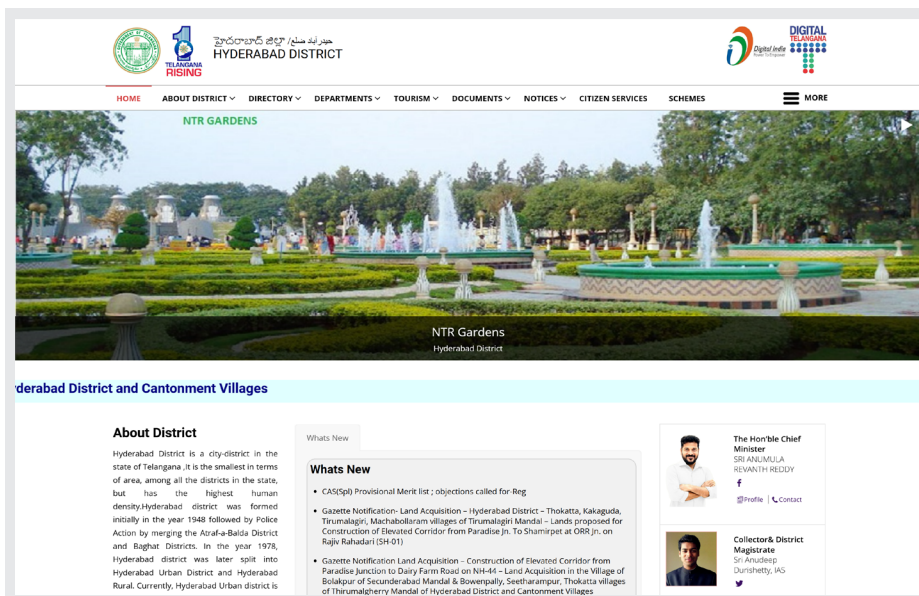 హైదరాబాద్ జిల్లా /حیدر آباد ضلع
HYDERABAD DISTRICT
TELANGANA
RISING
Digital India
Power To Empower
DIGITAL
TELANGANA
HOME ABOUT DISTRICT DIRECTORY DEPARTMENTS TOURISM DOCUMENTS NOTICES CITIZEN SERVICES SCHEMES MORE
NTR GARDENS
NTR Gardens
Hyderabad District
derabad District and Cantonment Villages
About District
Hyderabad District is a city-district in the
state of Telangana ,It is the smallest in terms
of area, among all the districts in the state,
but has the highest human
density.Hyderabad district was formed
initially in the year 1948 followed by Police
Action by merging the Atraf-a-Balda District
and Baghat Districts. In the year 1978,
Hyderabad district was later split into
Hyderabad Urban District and Hyderabad
Rural. Currently, Hyderabad Urban district is
Whats New
Whats New
• CAS(Spl) Provisional Merit list ; objections called for-Reg
• Gazette Notification- Land Acquisition – Hyderabad District – Thokatta, Kakaguda,
Tirumalagiri, Machabollaram villages of Tirumalagiri Mandal – Lands proposed for
Construction of Elevated Corridor from Paradise Jn. To Shamirpet at ORR Jn. on
Rajiv Rahadari (SH-01)
• Gazette Notification Land Acquisition – Construction of Elevated Corridor from
Paradise Junction to Dairy Farm Road on NH-44 – Land Acquisition in the Village of
Bolakpur of Secunderabad Mandal & Bowenpally, Seetharampur, Thokatta villages
of Thirumalgherry Mandal of Hyderabad District and Cantonment Villages
The Hon'ble Chief
Minister
SRI ANUMULA
REVANTH REDDY
Profile | Contact
Collector& District
Magistrate
Sri Anudeep
Durishetty, IAS